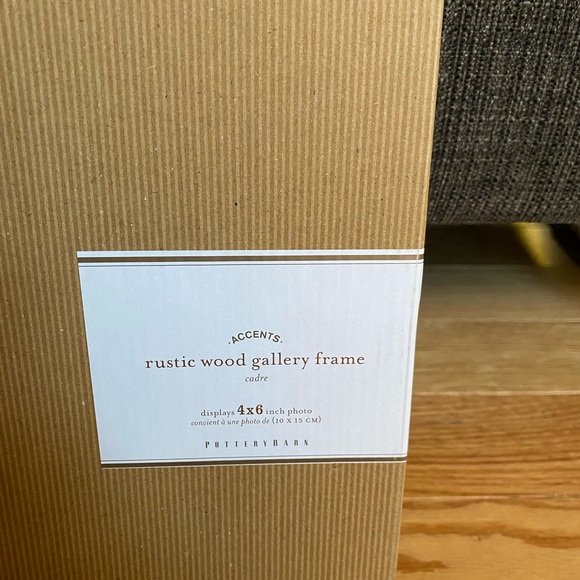 ·ACCENTS·
rustic wood gallery frame
cadre
displays 4x6 inch photo
convient à une photo de (10 X 15 CM)
POTTERYBARN